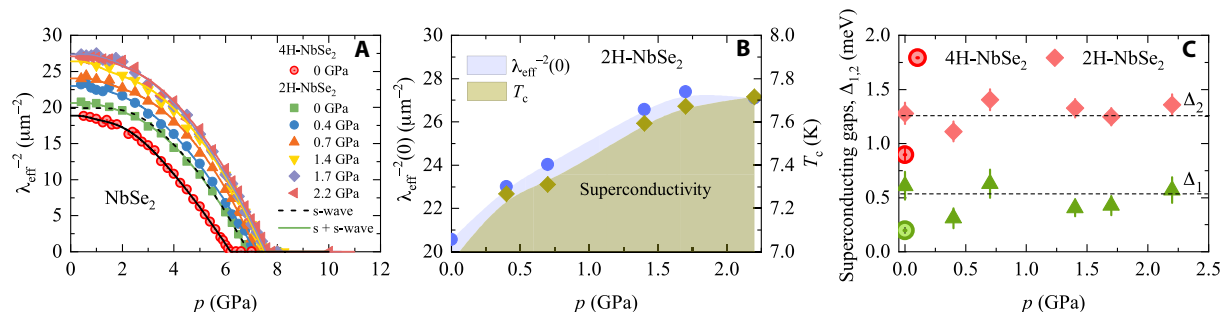 A
30
25
20
15
10
5
0
λeff−2 (μm−2)
0 2 4 6 8 10 12
p (GPa)
NbSe2
4H-NbSe2
0 GPa
2H-NbSe2
0 GPa
0.4 GPa
0.7 GPa
1.4 GPa
1.7 GPa
2.2 GPa
s-wave
s + s-wave
B
2H-NbSe2
λeff−2(0)
Tc
Superconductivity
30
28
26
24
22
20
λeff−2(0) (μm−2)
8.0
7.8
7.6
7.4
7.2
7.0
Tc (K)
0.0 0.5 1.0 1.5 2.0
p (GPa)
C
4H-NbSe2 2H-NbSe2
Δ2
Δ1
2.0
1.5
1.0
0.5
0.0
Superconducting gaps, Δ1,2 (meV)
0.0 0.5 1.0 1.5 2.0 2.5
p (GPa)